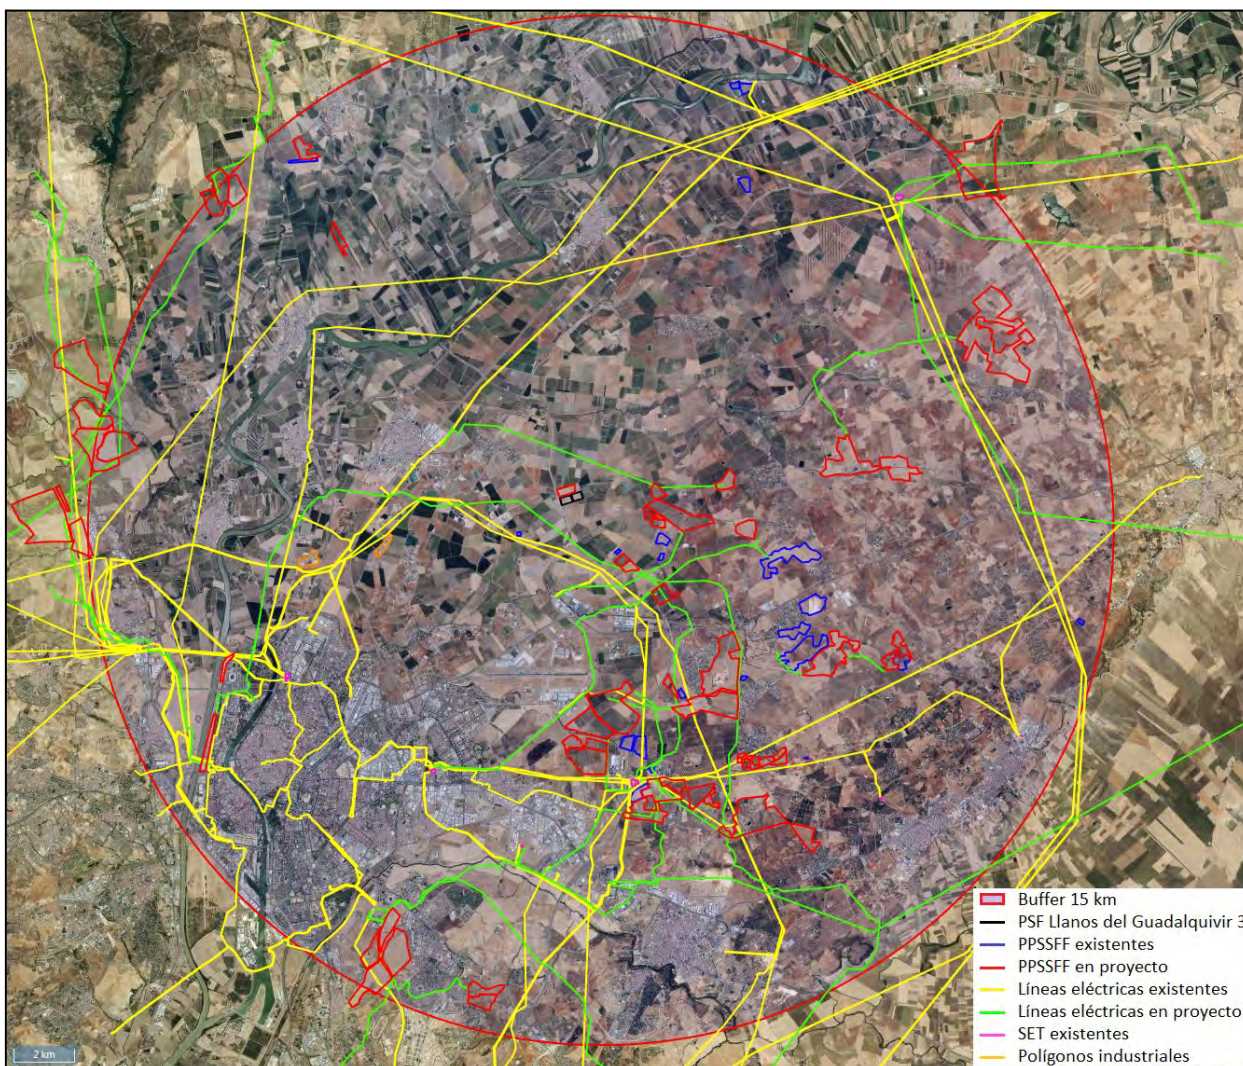 Buffer 15 km
PSF Llanos del Guadalquivir 3
PPSSFF existentes
PPSSFF en proyecto
Líneas eléctricas existentes
Líneas eléctricas en proyecto
SET existentes
Polígonos industriales
2 km